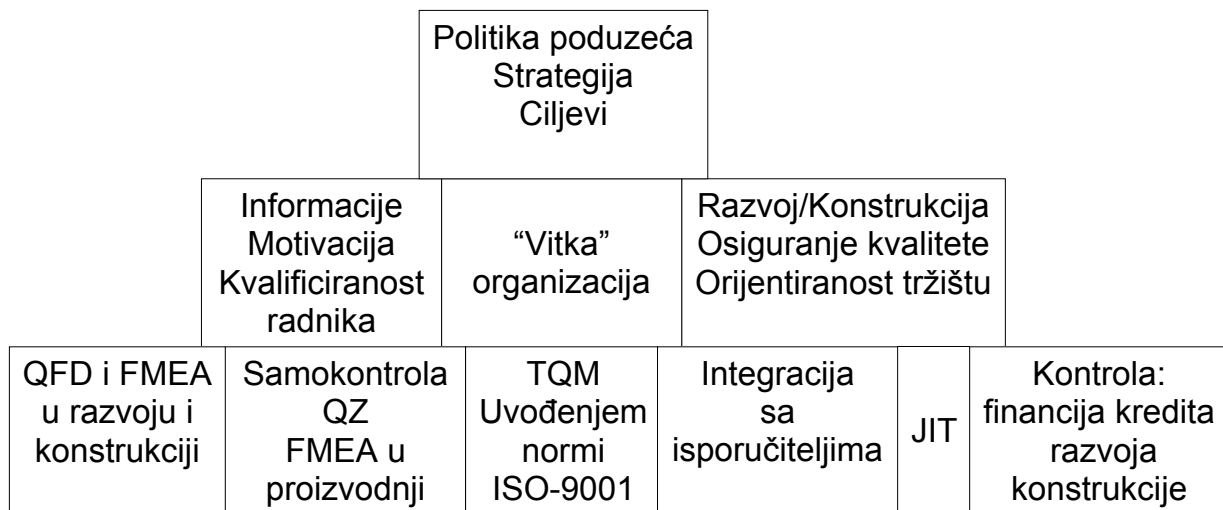 Politika poduzeća
Strategija
Ciljevi
Informacije
Motivacija
Kvalificiranost
radnika
“Vitka”
organizacija
Razvoj/Konstrukcija
Osiguranje kvalitete
Orijentiranost tržištu
QFD i FMEA
u razvoju i
konstrukciji
Samokontrola
QZ
FMEA u
proizvodnji
TQM
Uvođenjem
normi
ISO-9001
Integracija
sa
isporučiteljima
JIT
Kontrola:
financija kredita
razvoja
konstrukcije